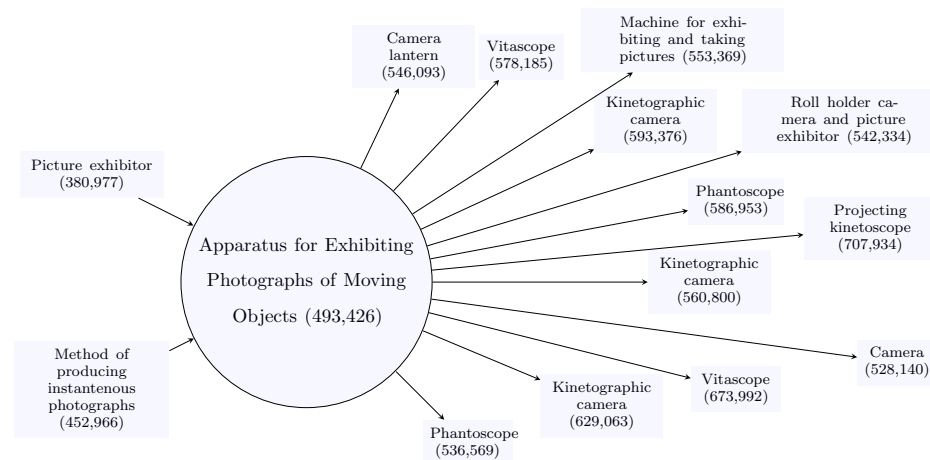 Camera
lantern
(546,093)
Vitascope
(578,185)
Machine for exhi-
biting and taking
pictures (553,369)
Kinetographic
camera
(593,376)
Roll holder ca-
mera and picture
exhibitor (542,334)
Picture exhibitor
(380,977)
Phantoscope
(586,953)
Projecting
kinetoscope
(707,934)
Apparatus for Exhibiting
Photographs of Moving
Objects (493,426)
Kinetographic
camera
(560,800)
Method of
producing
instantenous
photographs
(452,966)
Camera
(528,140)
Vitascope
(673,992)
Kinetographic
camera
(629,063)
Phantoscope
(536,569)